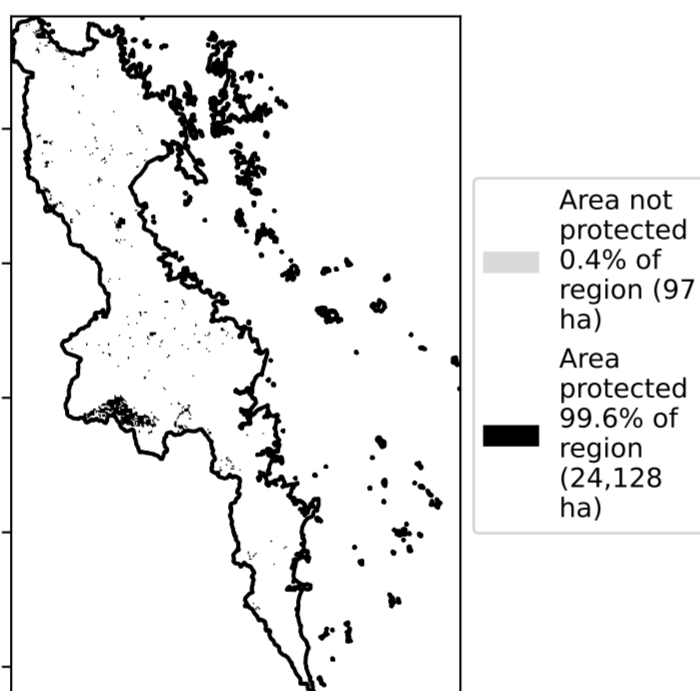 Area not
protected
0.4% of
region (97
ha)
Area
protected
99.6% of
region
(24,128
ha)